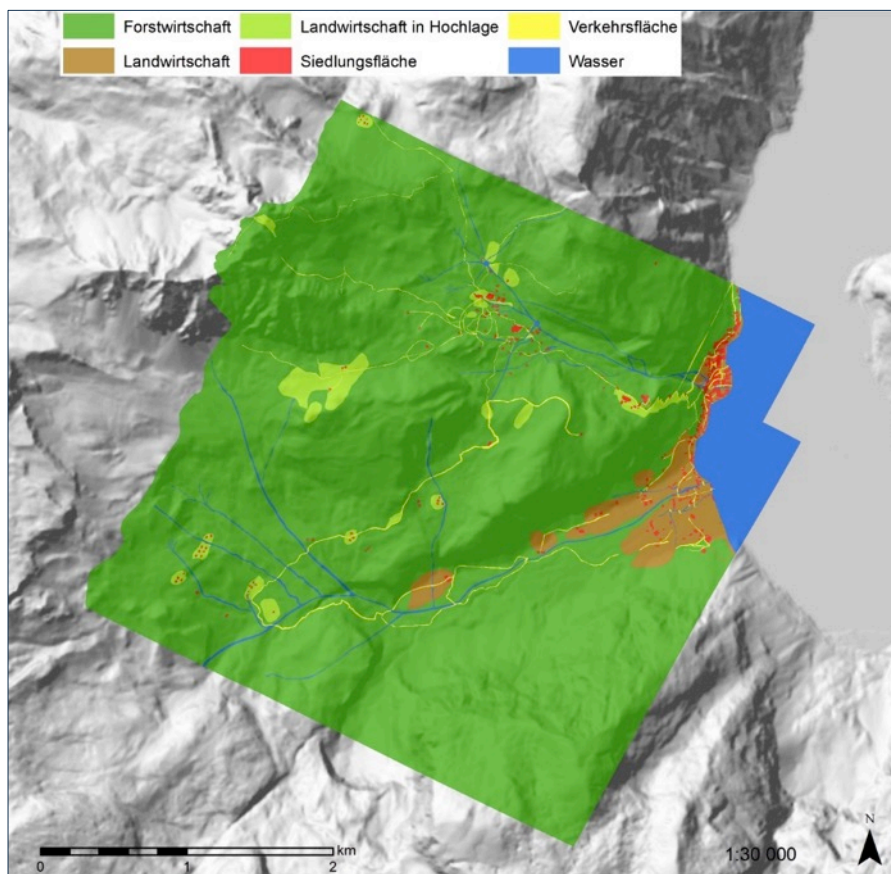 Forstwirtschaft Landwirtschaft in Hochlage Verkehrsfläche
Landwirtschaft Siedlungsfläche Wasser
N
km
0 1 2
1:30 000